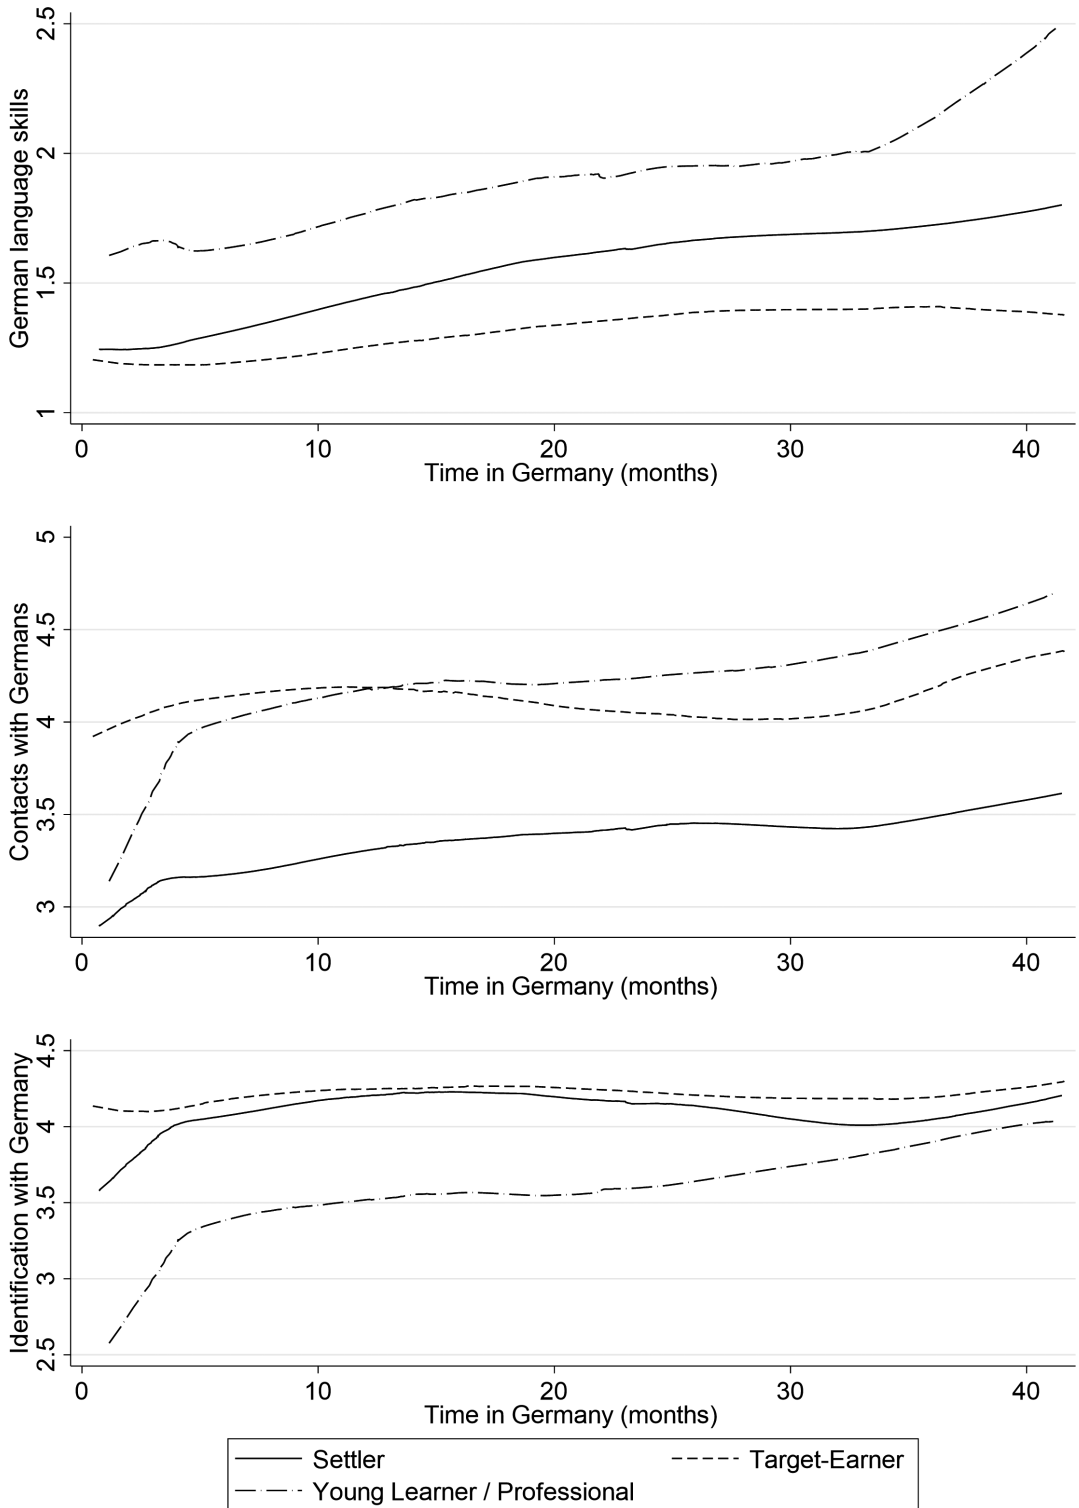 German language skills
2.5
2
1.5
1
0 10 20 30 40
Time in Germany (months)
Contacts with Germans
5
4.5
4
3.5
3
0 10 20 30 40
Time in Germany (months)
Identification with Germany
4.5
4
3.5
3
2.5
0 10 20 30 40
Time in Germany (months)
Settler Target-Earner
Young Learner / Professional